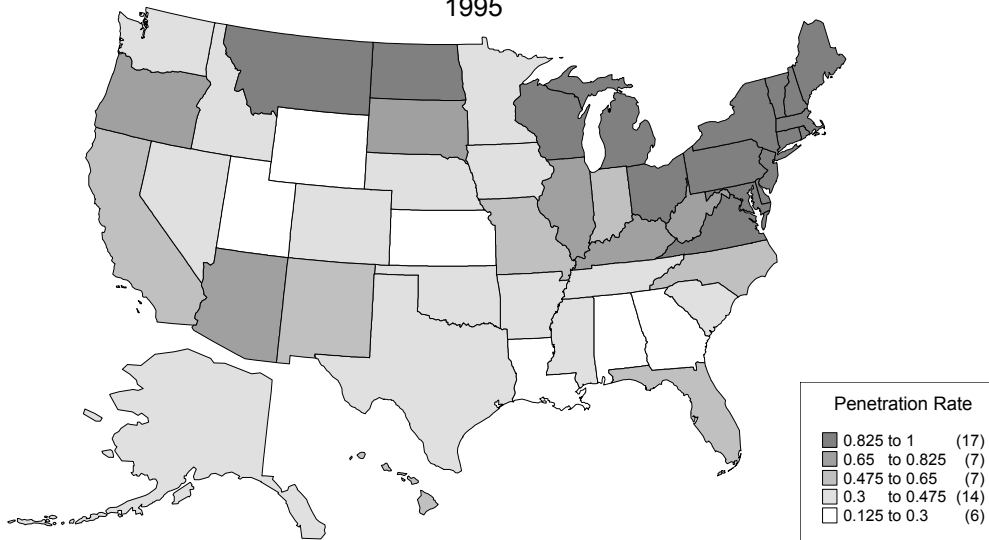 1995
Penetration Rate
0.825 to 1 (17)
0.65 to 0.825 (7)
0.475 to 0.65 (7)
0.3 to 0.475 (14)
0.125 to 0.3 (6)